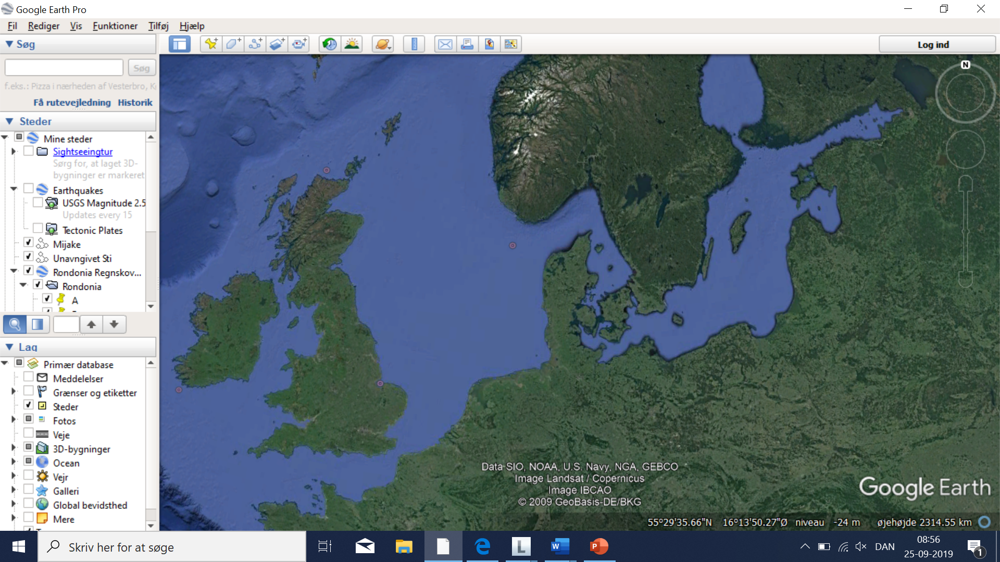 Google Earth Pro
Fil Rediger Vis Funktioner Tilføj Hjælp
Log ind
Søg
Søg
f.eks.: Pizza i nærheden af Vesterbro,
Få rutevejledning Historik
Steder
Mine steder
Sightseeingtur
Sørg for, at laget 3D-
bygninger er markeret
Earthquakes
USGS Magnitude 2.5
Updates every 15
Tectonic Plates
Mijake
Unavngivet Sti
Rondonia Regnskov...
Rondonia
A
Lag
Primær database
Meddelelser
Grænser og etiketter
Steder
Fotos
Veje
3D-bygninger
Ocean
Vejr
Galleri
Global bevidsthed
Mere
N
Data SIO, NOAA, U.S. Navy, NGA, GEBCO
Image Landsat / Copernicus
Image IBCAO
© 2009 GeoBasis-DE/BKG
Google Earth
55°29'35.66"N 16°13'50.27"Ø niveau -24 m øjehøjde 2314.55 km
Skriv her for at søge
L
W
P
DAN
08:56
25-09-2019
1